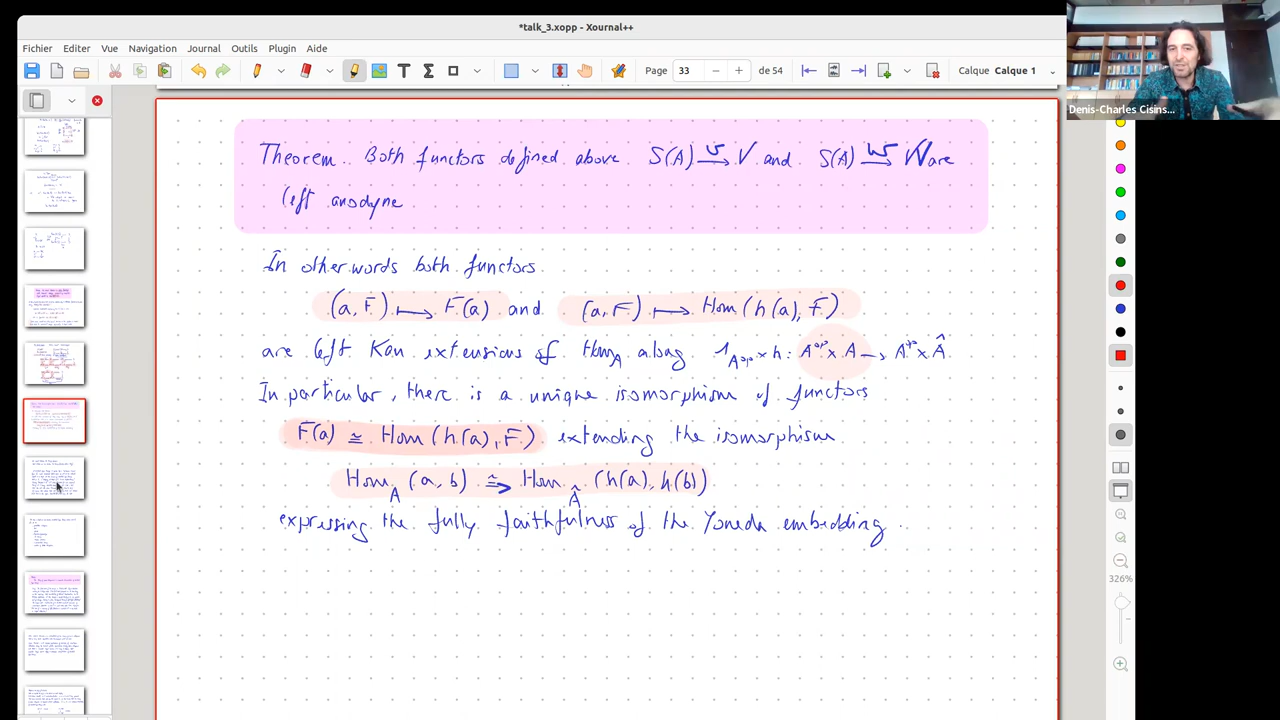 *talk_3.xopp - Xournal++
Fichier Editer Vue Navigation Journal Outils Plugin Aide
Page 33 de 54 Calque Calque 1
Denis-Charles Cisins...
Theorem. Both functors defined above S(A) →^v V and S(A) →^w W are
left anodyne
In other words both functors
(a, F) ⟼ F(a) and (a, F) ⟼ Hom(h(a), F)
are left Kan extensions of Hom_A along 1_{A^op} × h : A^op × A → A^op × Â.
In particular, there is a unique isomorphism of functors
F(a) ≅ Hom(h(a), F) extending the isomorphism
Hom_A(a, b) ≅> Hom_Â(h(a), h(b))
expressing the fully faithfulness of the Yoneda embedding
326%